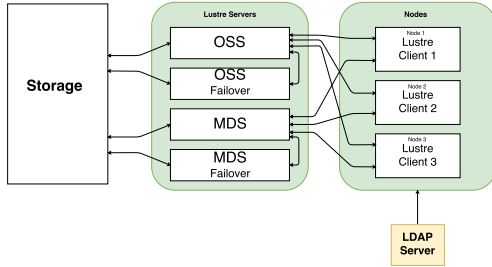 Lustre Servers
Nodes
Storage
OSS
OSS
Failover
MDS
MDS
Failover
Node 1
Lustre
Client 1
Node 2
Lustre
Client 2
Node 3
Lustre
Client 3
LDAP
Server